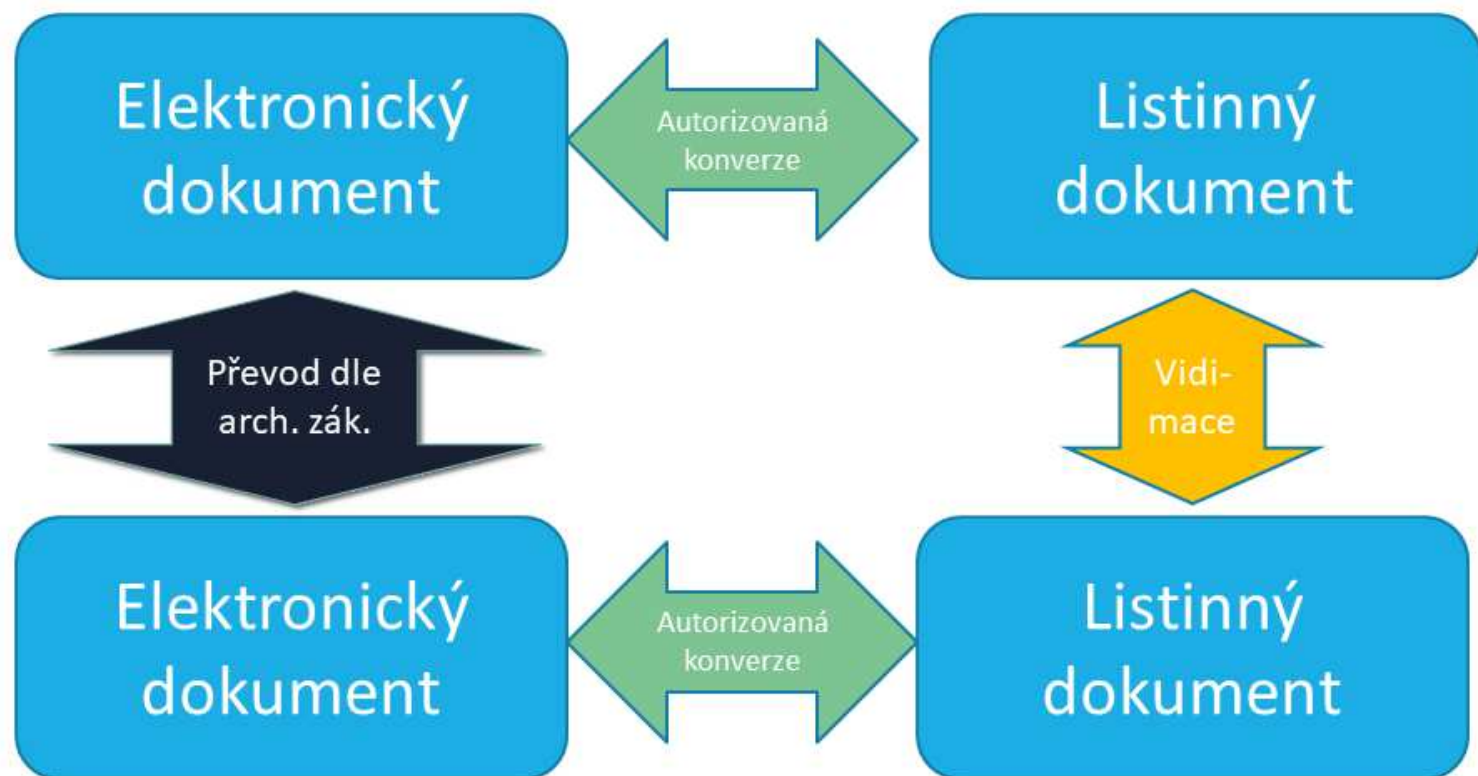 Elektronický
dokument
Autorizovaná
konverze
Listinný
dokument
Převod dle
arch. zák.
Vidi-
mace
Elektronický
dokument
Autorizovaná
konverze
Listinný
dokument